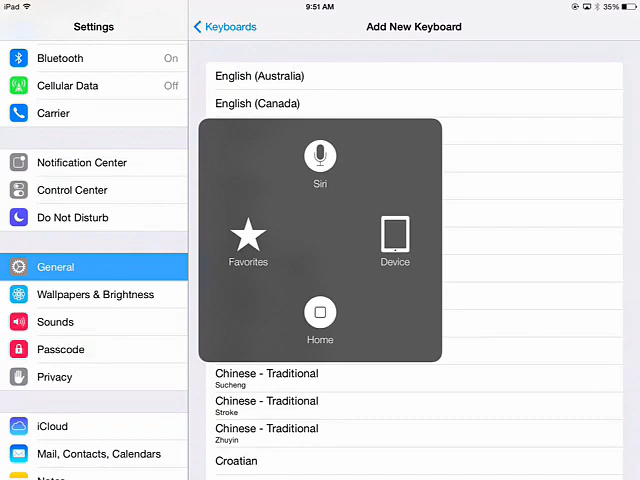 iPad 9:51 AM 35%
Settings
Keyboards Add New Keyboard
Bluetooth On
Cellular Data Off
Carrier
Notification Center
Control Center
Do Not Disturb
General
Wallpapers & Brightness
Sounds
Passcode
Privacy
iCloud
Mail, Contacts, Calendars
English (Australia)
English (Canada)
Siri
Favorites
Device
Home
Chinese - Traditional
Sucheng
Chinese - Traditional
Stroke
Chinese - Traditional
Zhuyin
Croatian